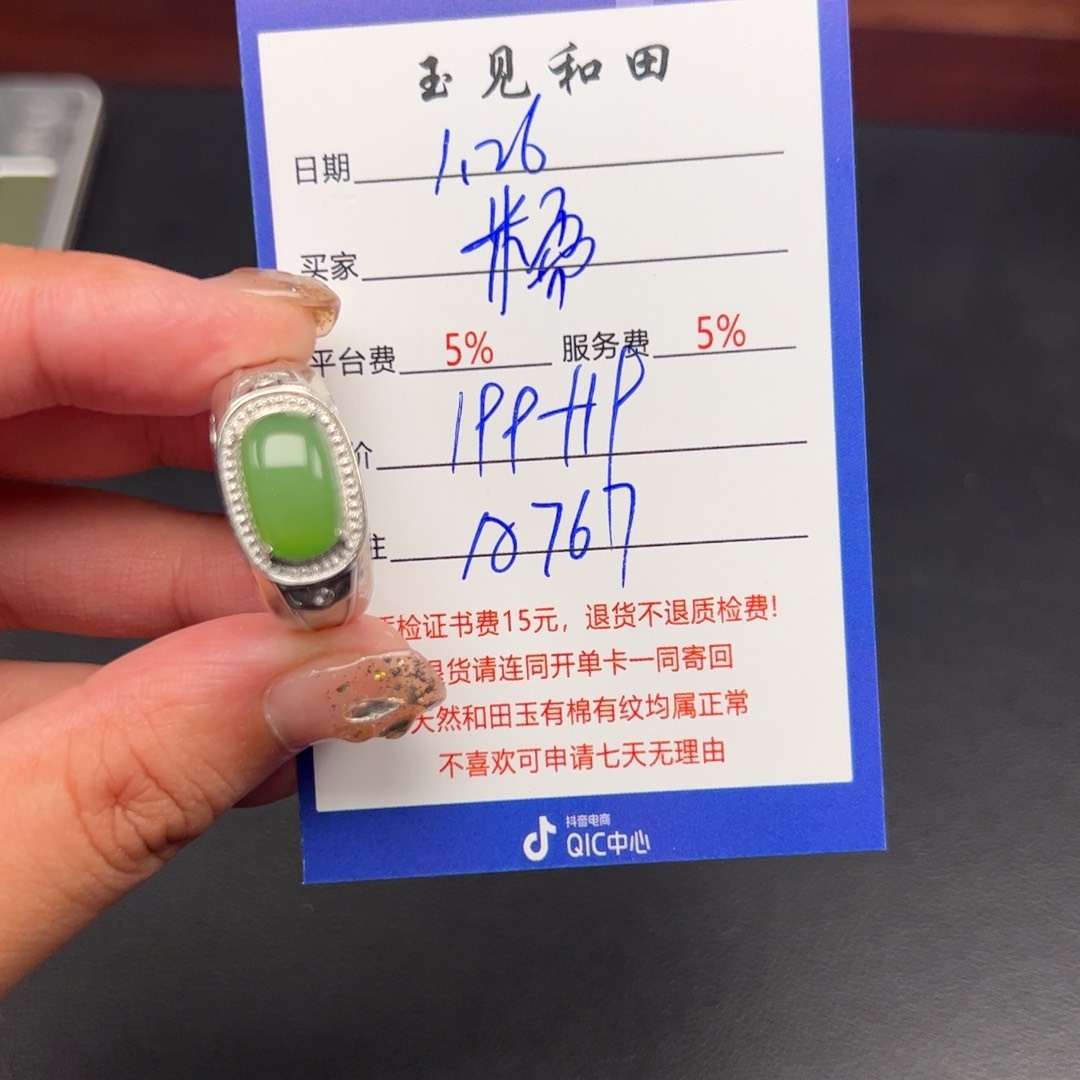 玉见和田
日期 1.26
买家
平台费 5% 服务费 5%
价 199+
0767
检证书费15元，退货不退质检费!
退货请连同开单卡一同寄回
天然和田玉有棉有纹均属正常
不喜欢可申请七天无理由
抖音电商
QIC中心